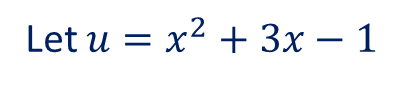 Let u = x² + 3x − 1